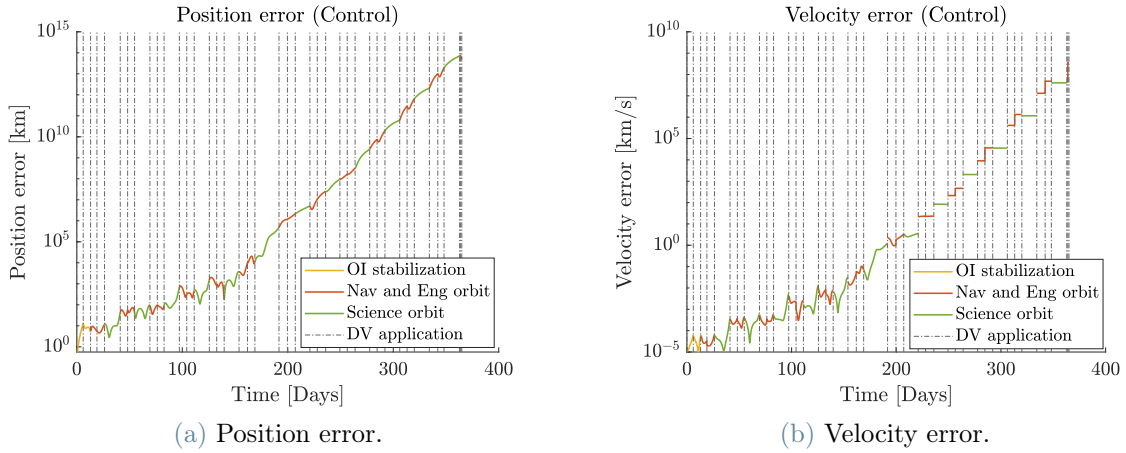 Position error (Control)
10^15
10^10
10^5
10^0
Position error [km]
0
100
200
300
400
Time [Days]
OI stabilization
Nav and Eng orbit
Science orbit
DV application
(a) Position error.
Velocity error (Control)
10^10
10^5
10^0
10^-5
Velocity error [km/s]
0
100
200
300
400
Time [Days]
OI stabilization
Nav and Eng orbit
Science orbit
DV application
(b) Velocity error.